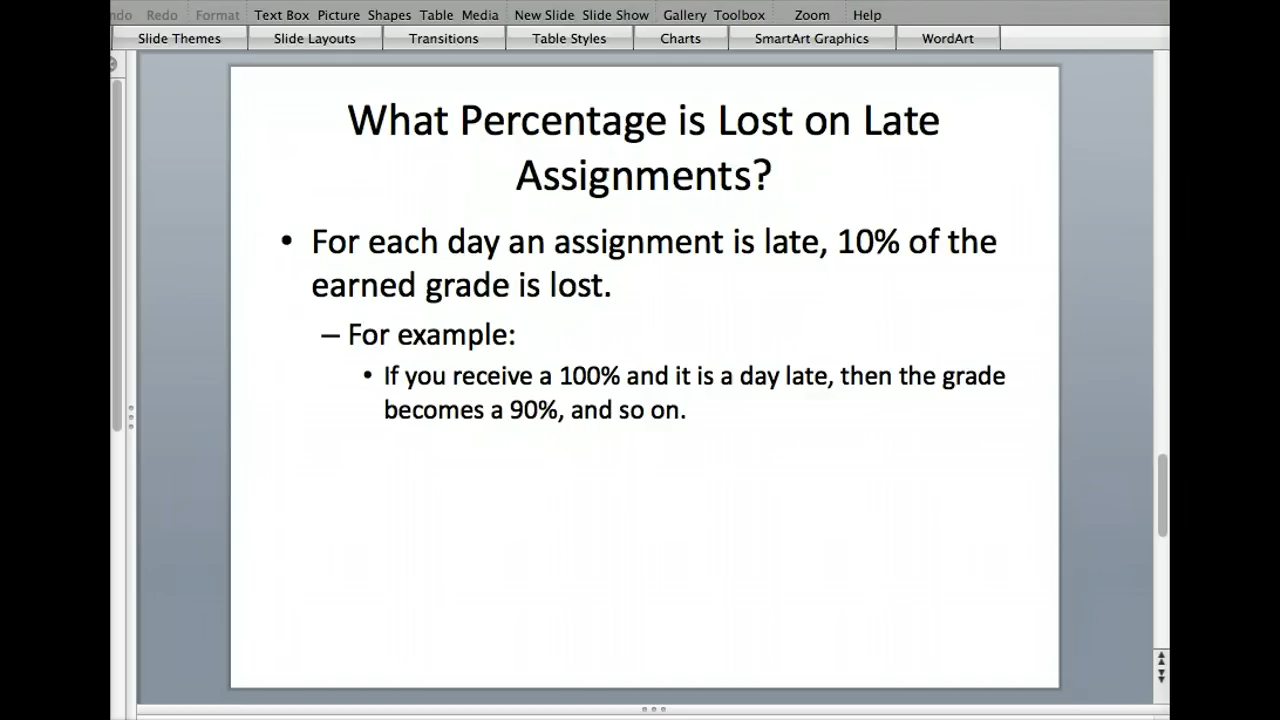 Redo Format Text Box Picture Shapes Table Media New Slide Slide Show Gallery Toolbox Zoom Help
Slide Themes Slide Layouts Transitions Table Styles Charts SmartArt Graphics WordArt
What Percentage is Lost on Late
Assignments?
• For each day an assignment is late, 10% of the
earned grade is lost.
– For example:
• If you receive a 100% and it is a day late, then the grade
becomes a 90%, and so on.